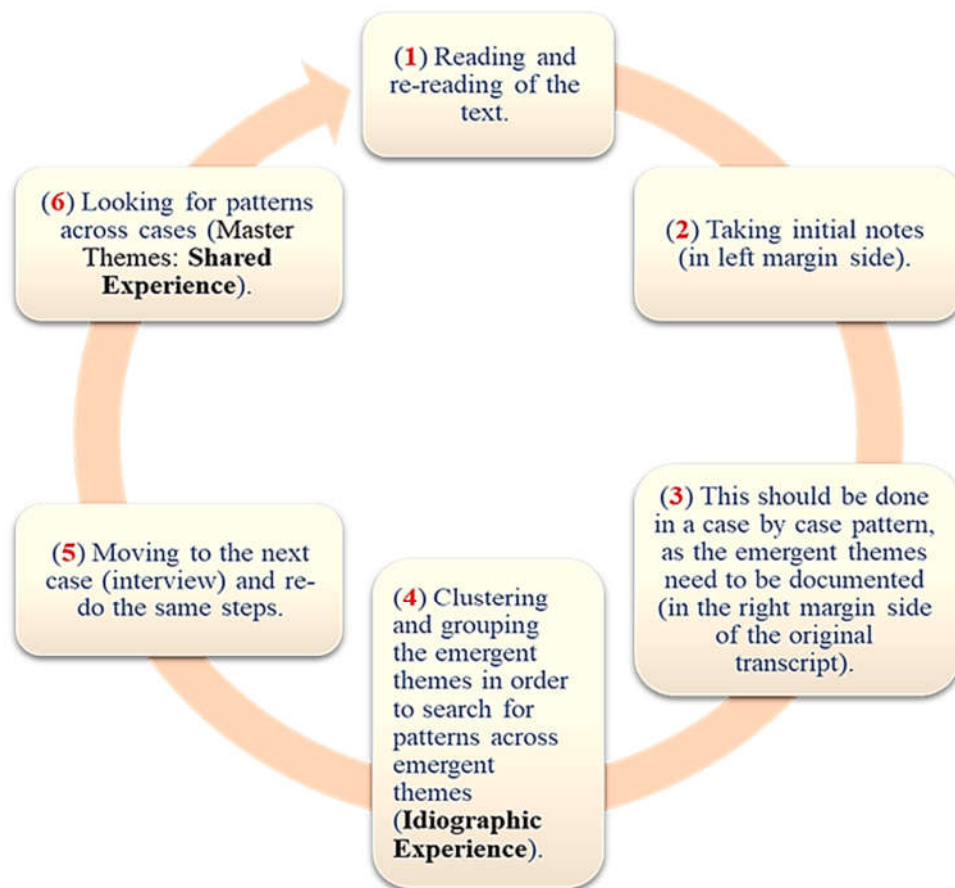 (1) Reading and
re-reading of the
text.
(2) Taking initial notes
(in left margin side).
(3) This should be done
in a case by case pattern,
as the emergent themes
need to be documented
(in the right margin side
of the original
transcript).
(4) Clustering
and grouping
the emergent
themes in order
to search for
patterns across
emergent
themes
(Idiographic
Experience).
(5) Moving to the next
case (interview) and re-
do the same steps.
(6) Looking for patterns
across cases (Master
Themes: Shared
Experience).